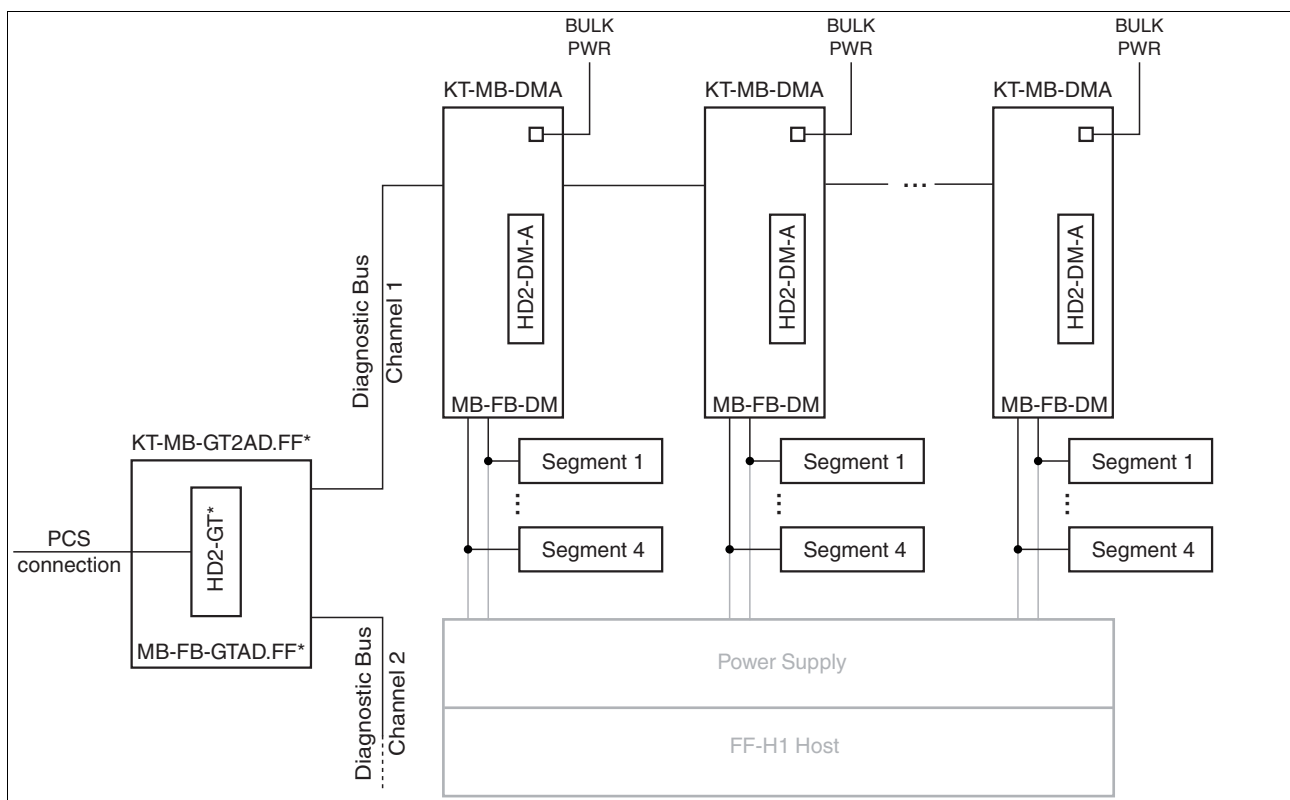 BULK
PWR
BULK
PWR
BULK
PWR
KT-MB-DMA
KT-MB-DMA
KT-MB-DMA
...
HD2-DM-A
HD2-DM-A
HD2-DM-A
Diagnostic Bus
Channel 1
MB-FB-DM
MB-FB-DM
MB-FB-DM
KT-MB-GT2AD.FF*
Segment 1
Segment 1
Segment 1
...
...
...
HD2-GT*
PCS
connection
Segment 4
Segment 4
Segment 4
MB-FB-GTAD.FF*
Diagnostic Bus
Channel 2
Power Supply
FF-H1 Host